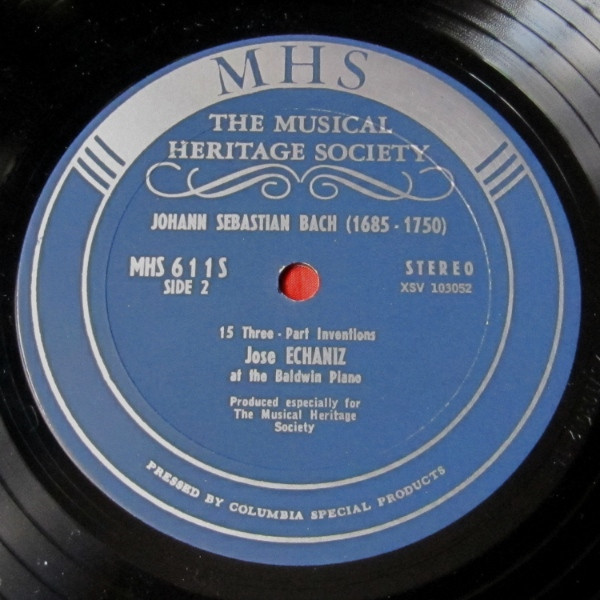 MHS
THE MUSICAL
HERITAGE SOCIETY
JOHANN SEBASTIAN BACH (1685 - 1750)
MHS 611S
SIDE 2
STEREO
XSV 103052
15 Three - Part Inventions
Jose ECHANIZ
at the Baldwin Piano
Produced especially for
The Musical Heritage
Society
PRESSED BY COLUMBIA SPECIAL PRODUCTS